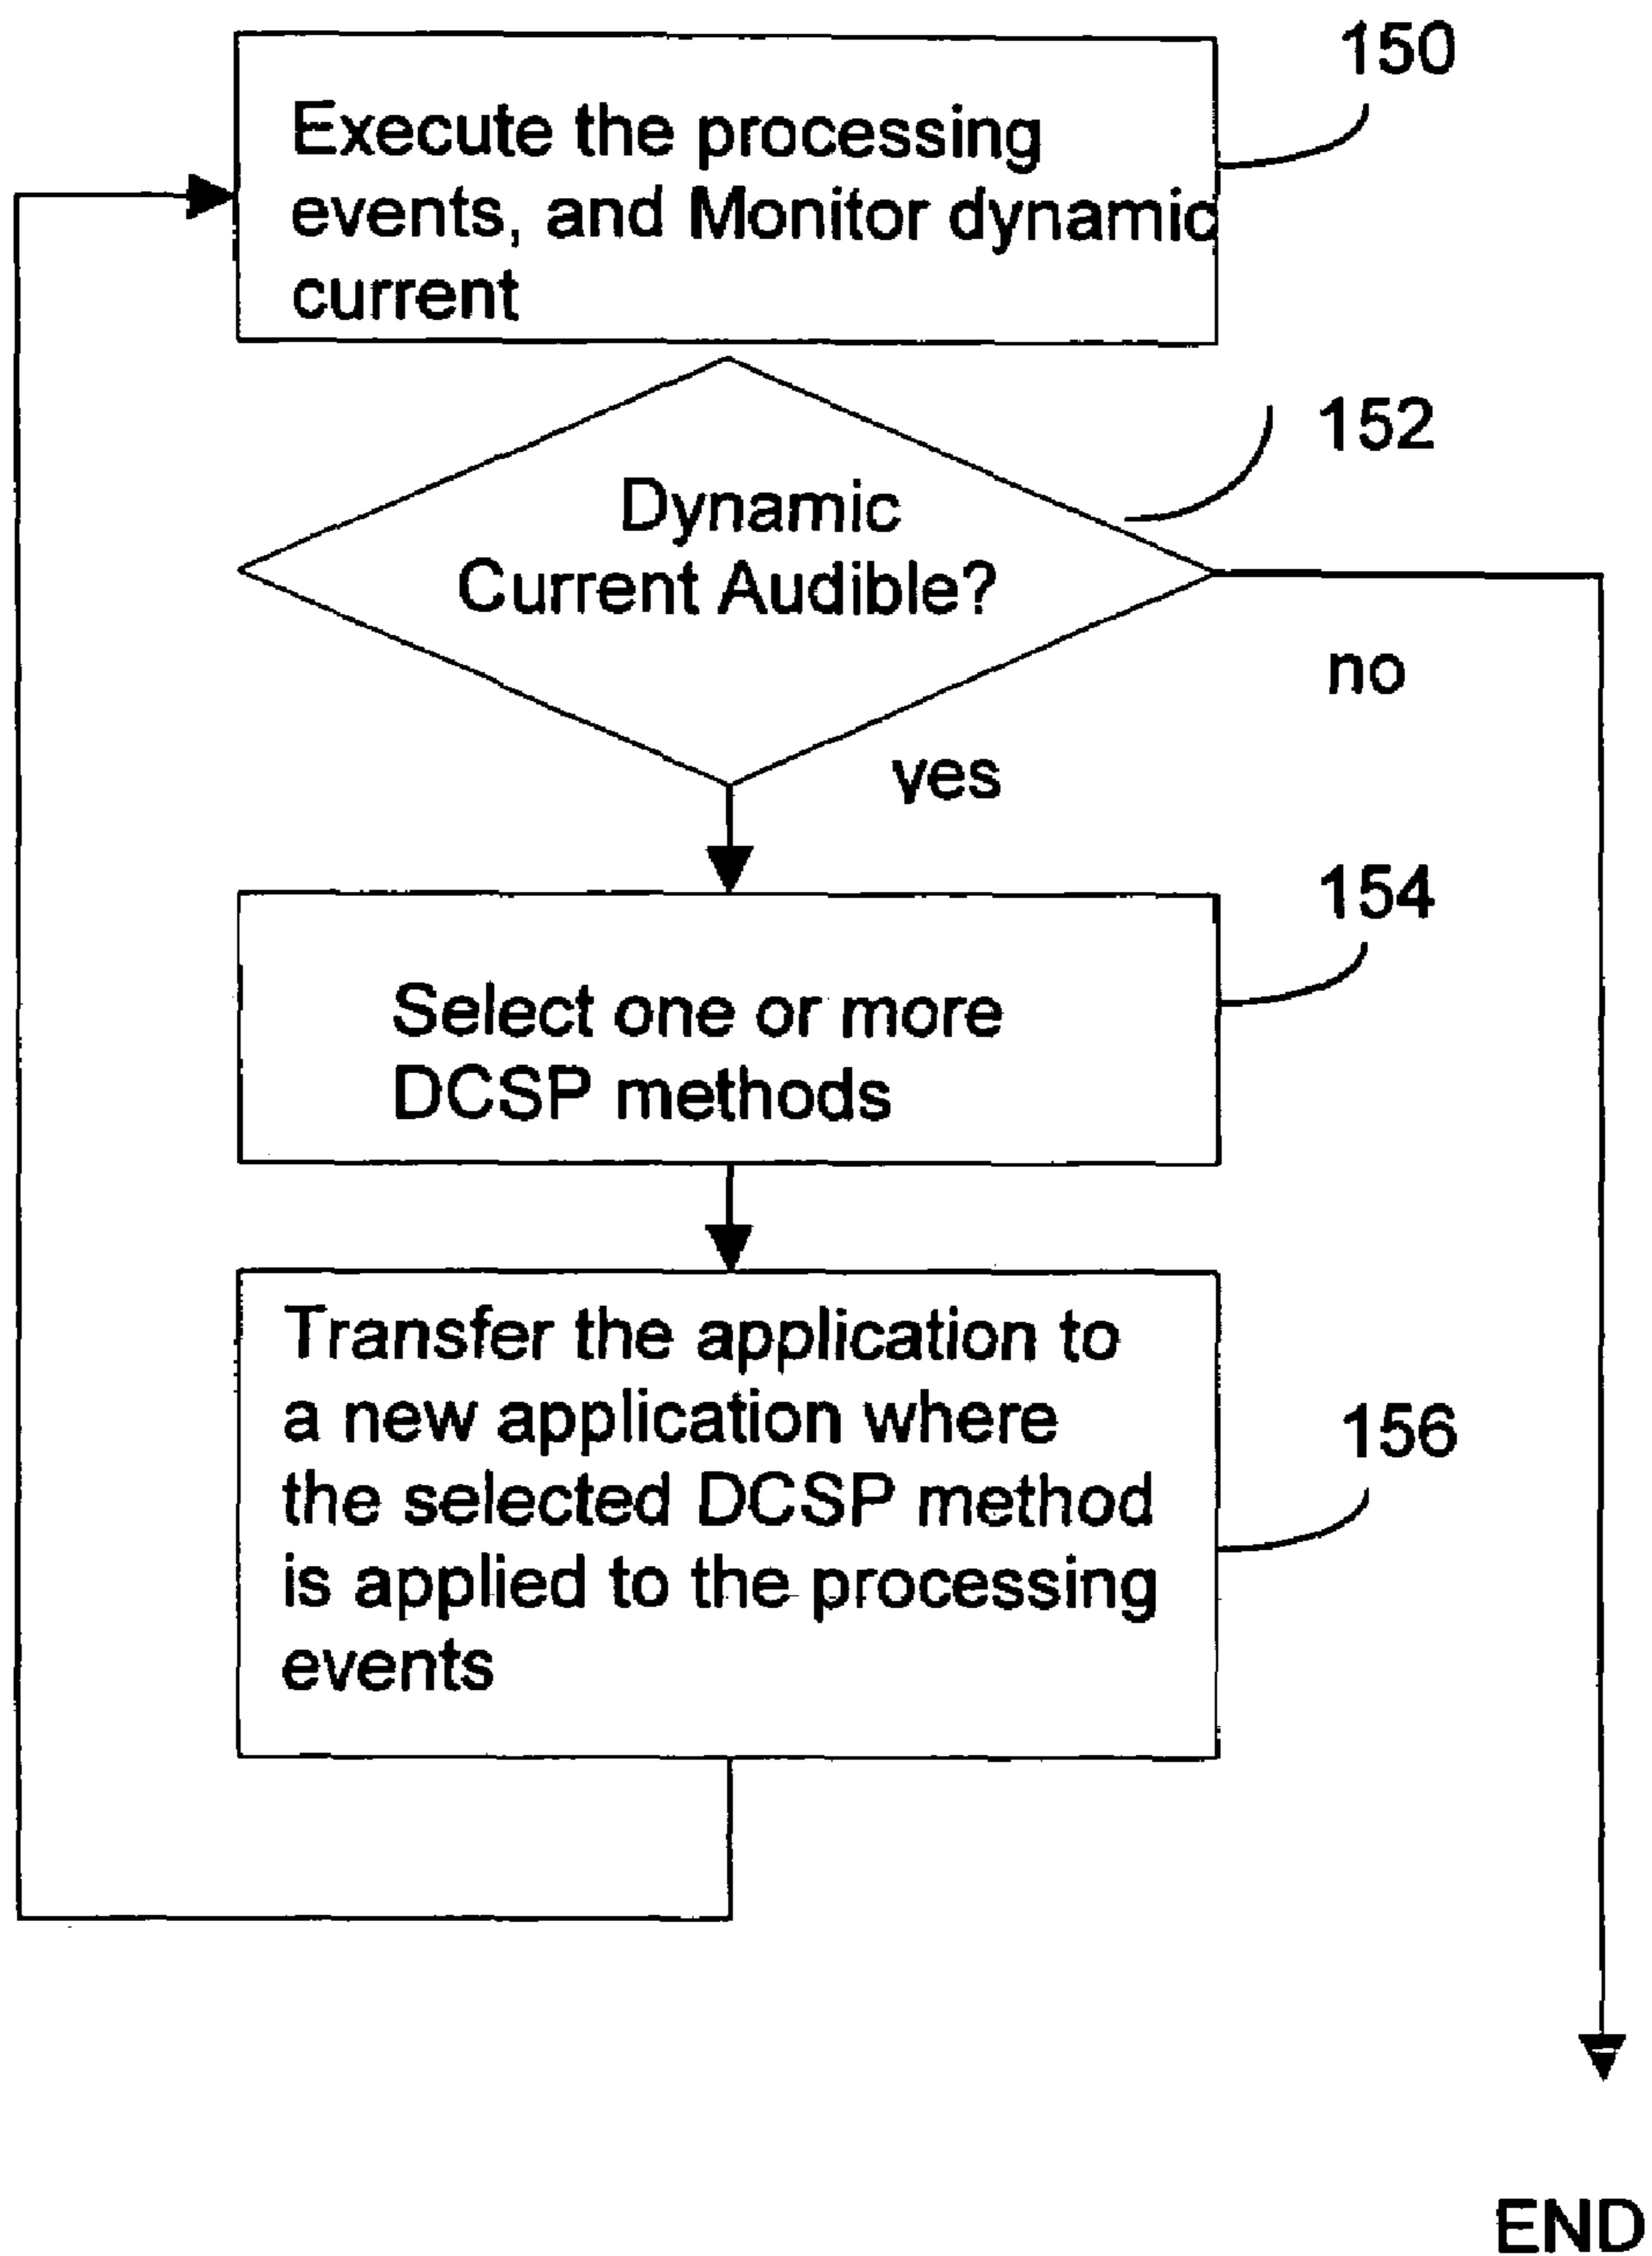 150
Execute the processing
events, and Monitor dynamic
current
152
Dynamic
Current Audible?
no
yes
154
Select one or more
DCSP methods
Transfer the application to
a new application where
156
the selected DCSP method
is applied to the processing
events
END